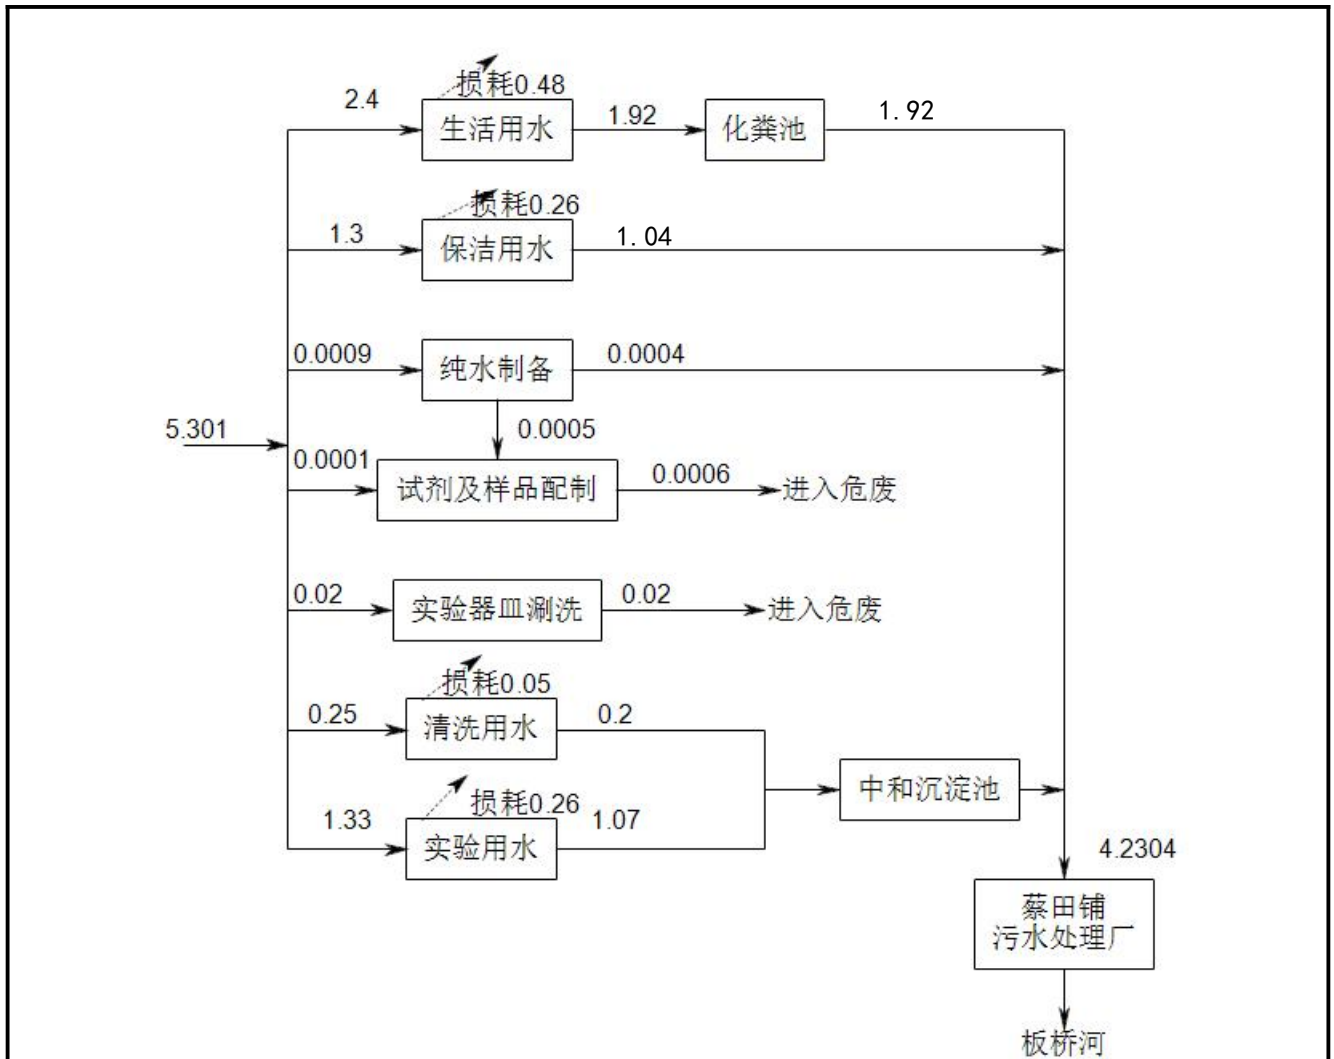 损耗0.48
2.4
生活用水
1.92
化粪池
1.92
损耗0.26
1.3
保洁用水
1.04
0.0009
纯水制备
0.0004
5.301
0.0005
0.0001
试剂及样品配制
0.0006
进入危废
0.02
实验器皿涮洗
0.02
进入危废
损耗0.05
0.25
清洗用水
0.2
损耗0.26
1.33
实验用水
1.07
中和沉淀池
4.2304
蔡田铺
污水处理厂
板桥河